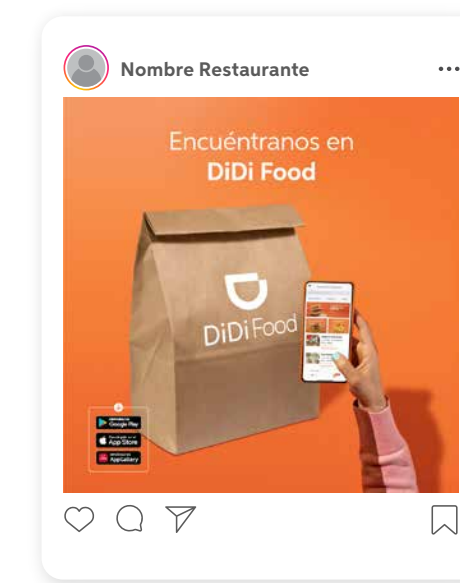 Nombre Restaurante
Encuéntranos en
DiDi Food
DiDi Food
Google Play
App Store
AppGallery